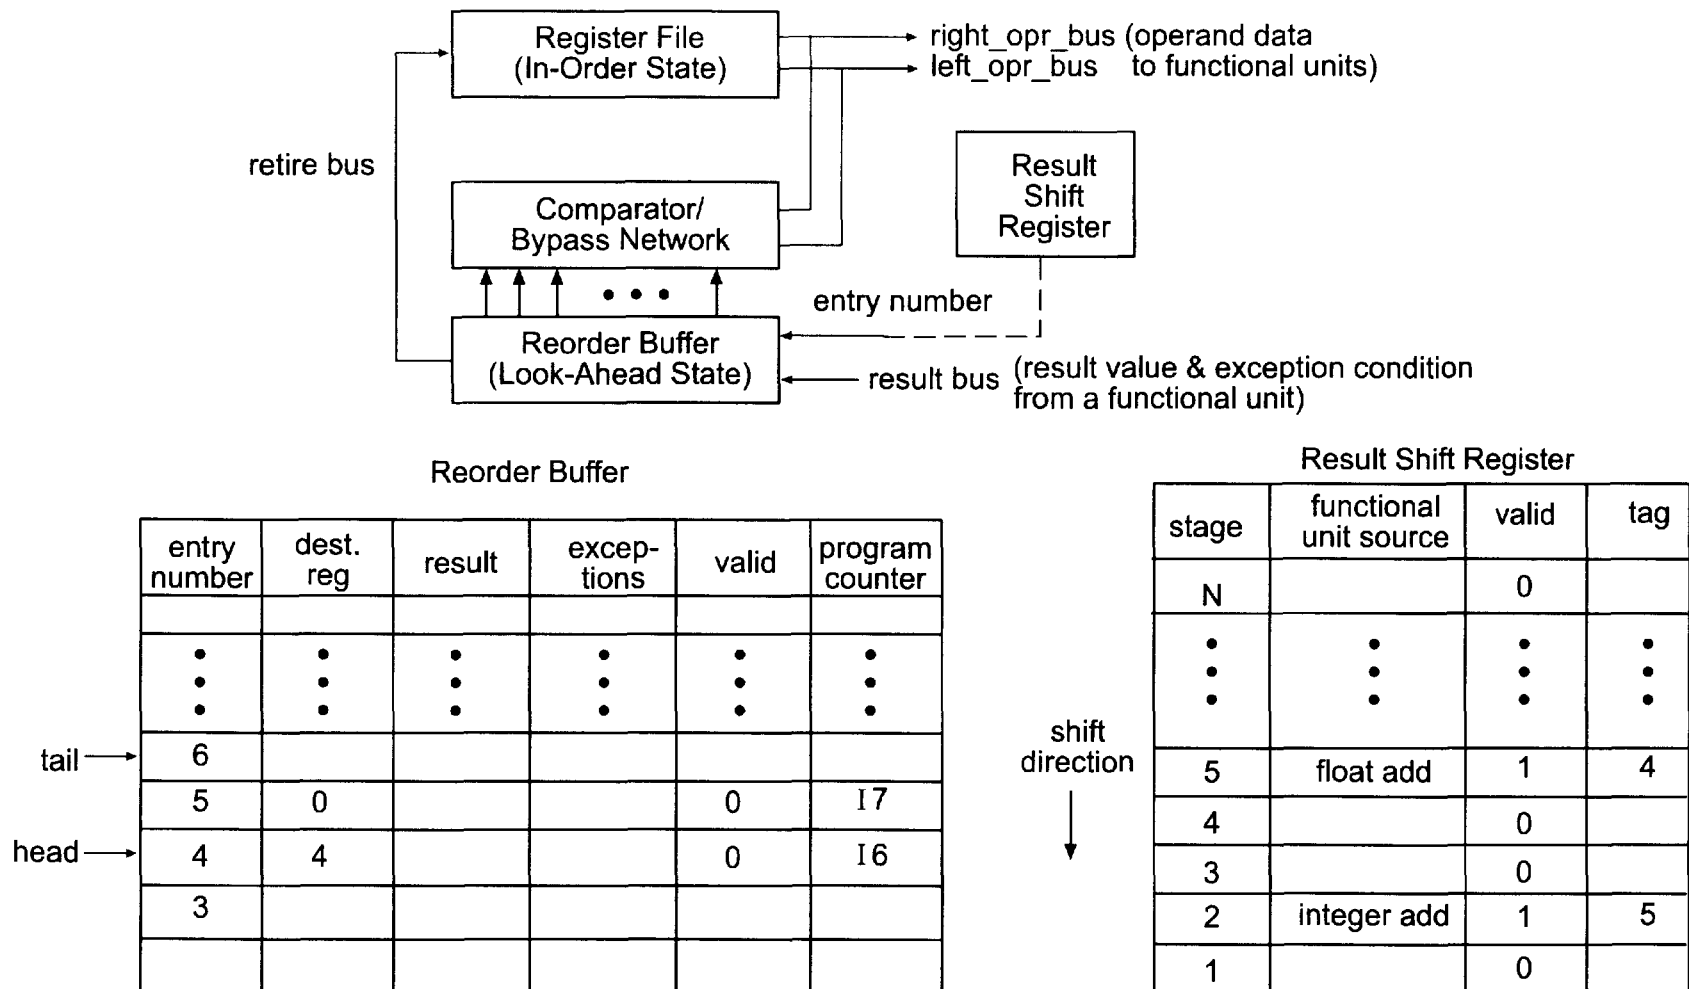 Register File
(In-Order State)
right_opr_bus (operand data
left_opr_bus to functional units)
retire bus
Comparator/
Bypass Network
Result
Shift
Register
entry number
Reorder Buffer
(Look-Ahead State)
result bus (result value & exception condition
from a functional unit)
Reorder Buffer
entry number dest. reg result excep-tions valid program counter
tail 6
5 0 0 I7
head 4 4 0 I6
3
Result Shift Register
stage functional unit source valid tag
N 0
shift
direction
5 float add 1 4
4 0
3 0
2 integer add 1 5
1 0